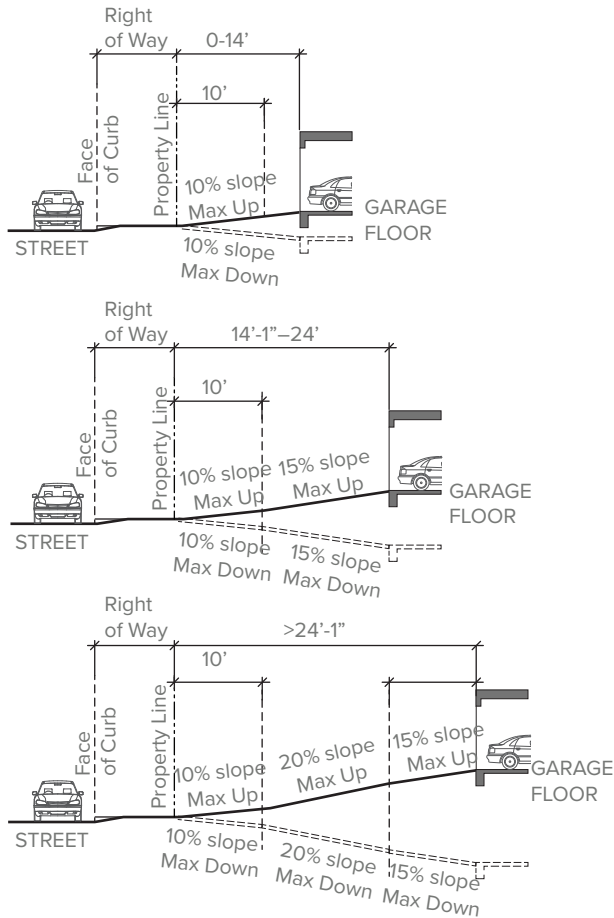 Right
of Way
0-14’
10’
Face
of Curb
Property Line
10% slope
Max Up
10% slope
Max Down
STREET
GARAGE
FLOOR
Right
of Way
14’-1”–24’
10’
Face
of Curb
Property Line
10% slope
Max Up
15% slope
Max Up
10% slope
Max Down
15% slope
Max Down
STREET
GARAGE
FLOOR
Right
of Way
>24’-1”
10’
Face
of Curb
Property Line
10% slope
Max Up
20% slope
Max Up
15% slope
Max Up
10% slope
Max Down
20% slope
Max Down
15% slope
Max Down
STREET
GARAGE
FLOOR